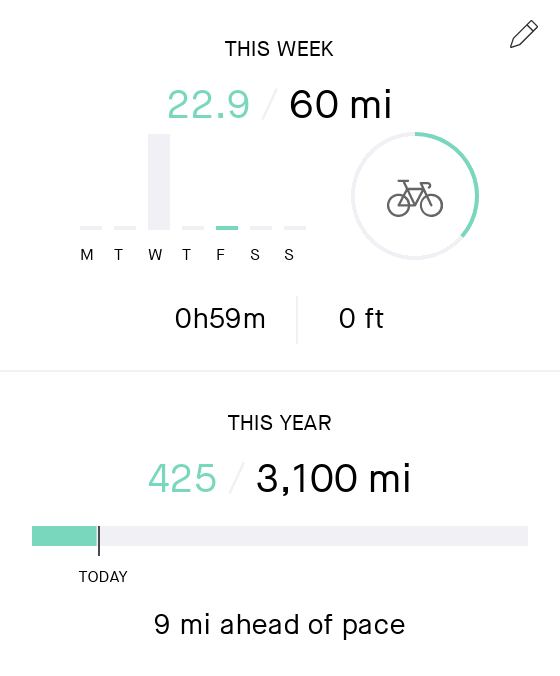 THIS WEEK
22.9 / 60 mi
M T W T F S S
0h59m 0 ft
THIS YEAR
425 / 3,100 mi
TODAY
9 mi ahead of pace